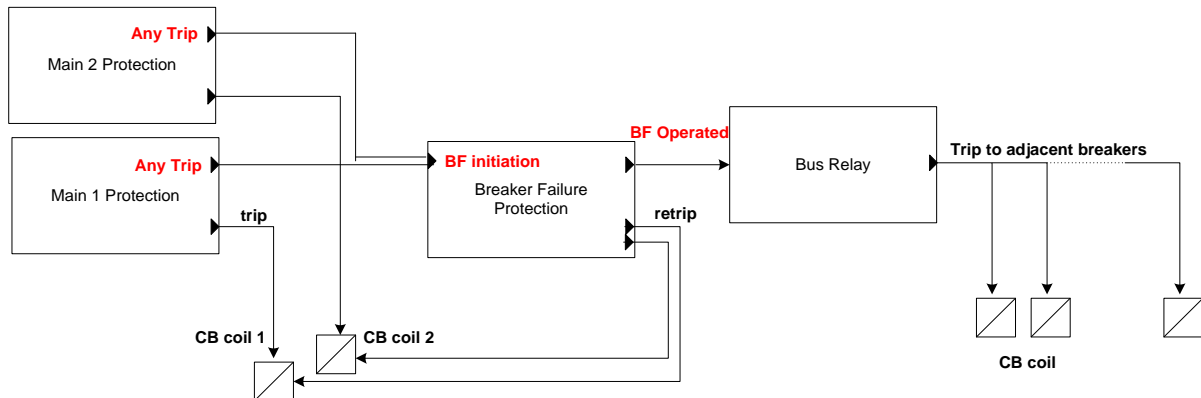 Any Trip
Main 2 Protection
Any Trip
Main 1 Protection
trip
BF initiation
Breaker Failure
Protection
BF Operated
retrip
Bus Relay
Trip to adjacent breakers
CB coil 1
CB coil 2
CB coil